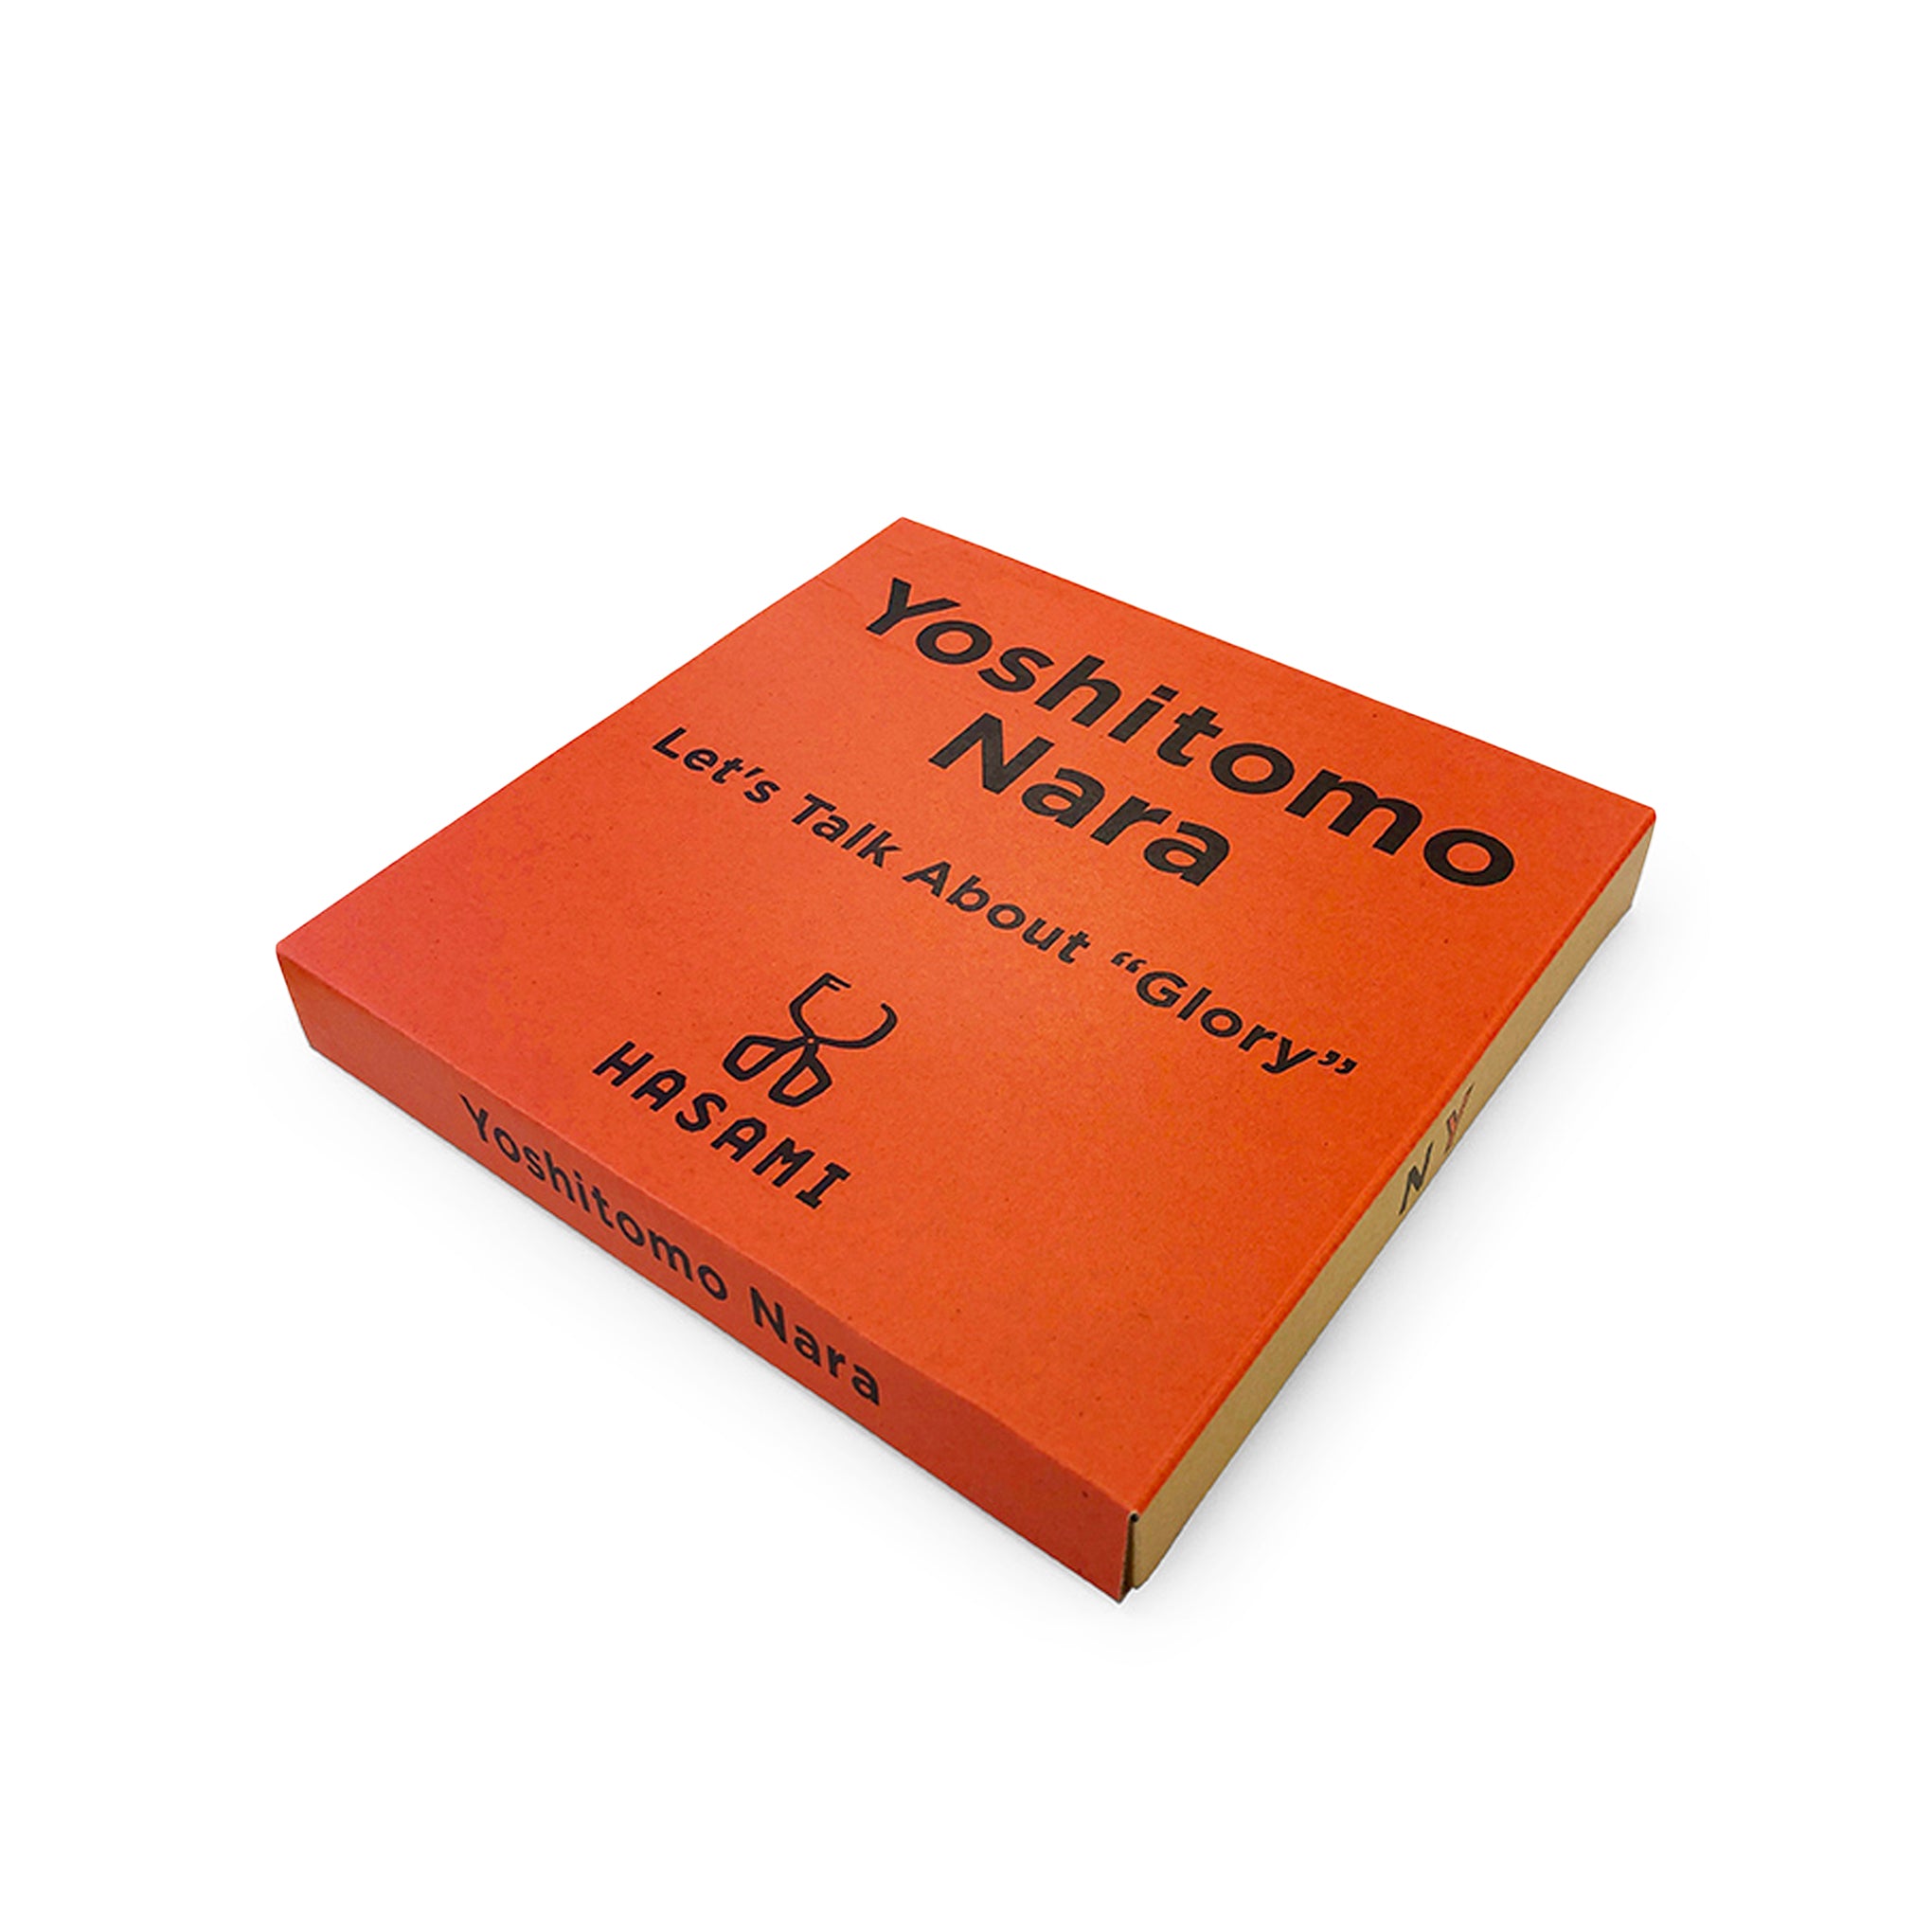 Yoshitomo
Nara
Let's Talk About “Glory”
HASAMI
Yoshitomo Nara
N Y